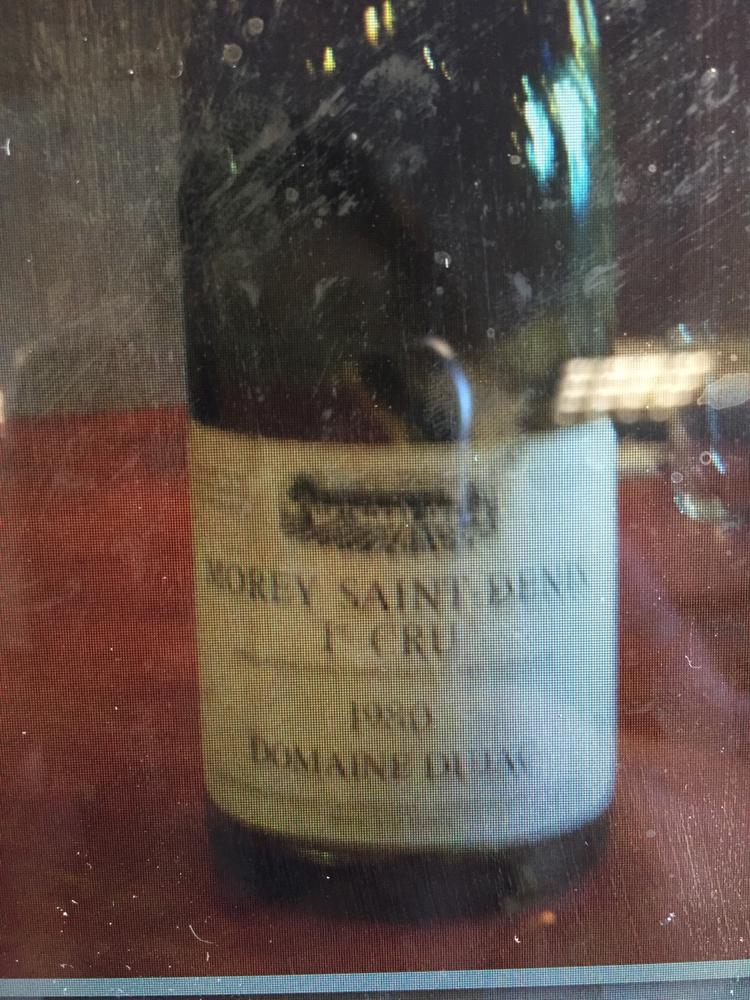 MOREY SAINT-DENIS
1er CRU
1980
DOMAINE DUJAC